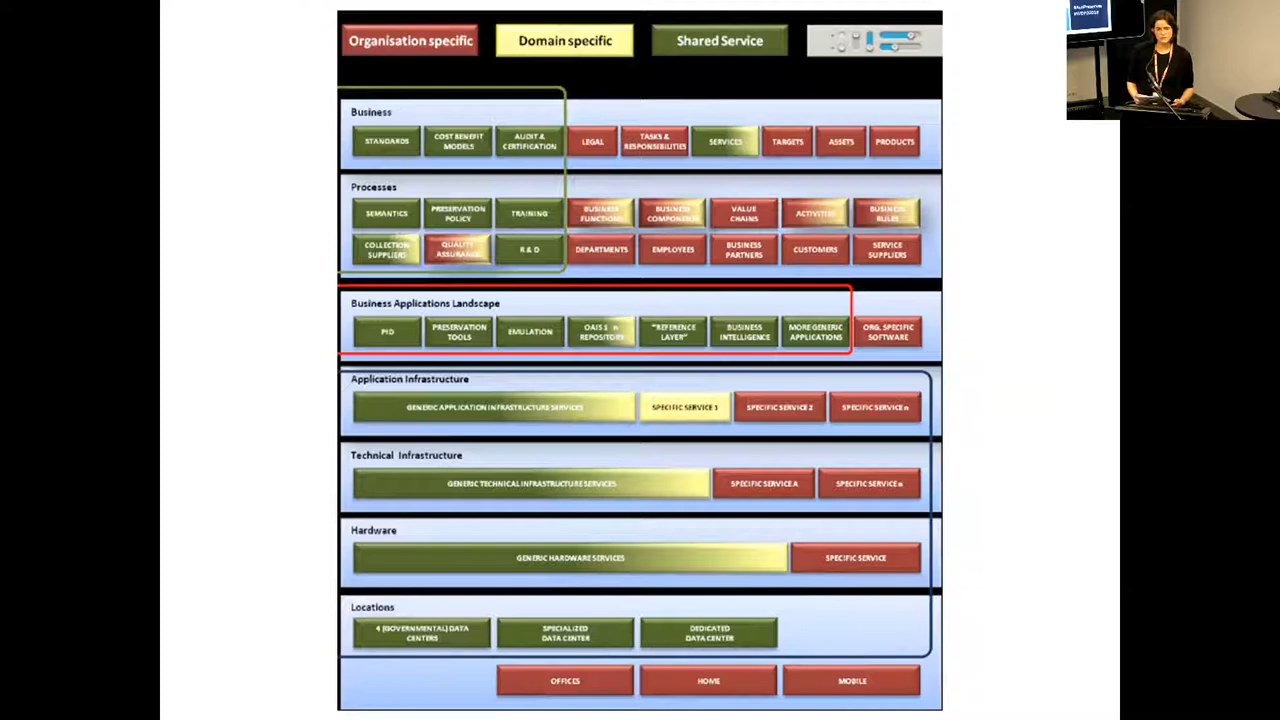 Organisation specific
Domain specific
Shared Service
Business
STANDARDS
COST BENEFIT
MODELS
AUDIT &
CERTIFICATION
LEGAL
TASKS &
RESPONSIBILITIES
SERVICES
TARGETS
ASSETS
PRODUCTS
Processes
SEMANTICS
PRESERVATION
POLICY
TRAINING
BUSINESS
FUNCTIONS
BUSINESS
COMPONENTS
VALUE
CHAINS
ACTIVITIES
BUSINESS
RULES
COLLECTION
SUPPLIERS
QUALITY
ASSURANCE
R & D
DEPARTMENTS
EMPLOYEES
BUSINESS
PARTNERS
CUSTOMERS
SERVICE
SUPPLIERS
Business Applications Landscape
PID
PRESERVATION
TOOLS
EMULATION
OAIS
REPOSITORY
"REFERENCE
LAYER"
BUSINESS
INTELLIGENCE
MORE GENERIC
APPLICATIONS
ORG. SPECIFIC
SOFTWARE
Application Infrastructure
GENERIC APPLICATION INFRASTRUCTURE SERVICES
SPECIFIC SERVICE 1
SPECIFIC SERVICE 2
SPECIFIC SERVICE n
Technical Infrastructure
GENERIC TECHNICAL INFRASTRUCTURE SERVICES
SPECIFIC SERVICE A
SPECIFIC SERVICE n
Hardware
GENERIC HARDWARE SERVICES
SPECIFIC SERVICE
Locations
4 (GOVERNMENTAL) DATA
CENTERS
SPECIALIZED
DATA CENTER
DEDICATED
DATA CENTER
OFFICES
HOME
MOBILE